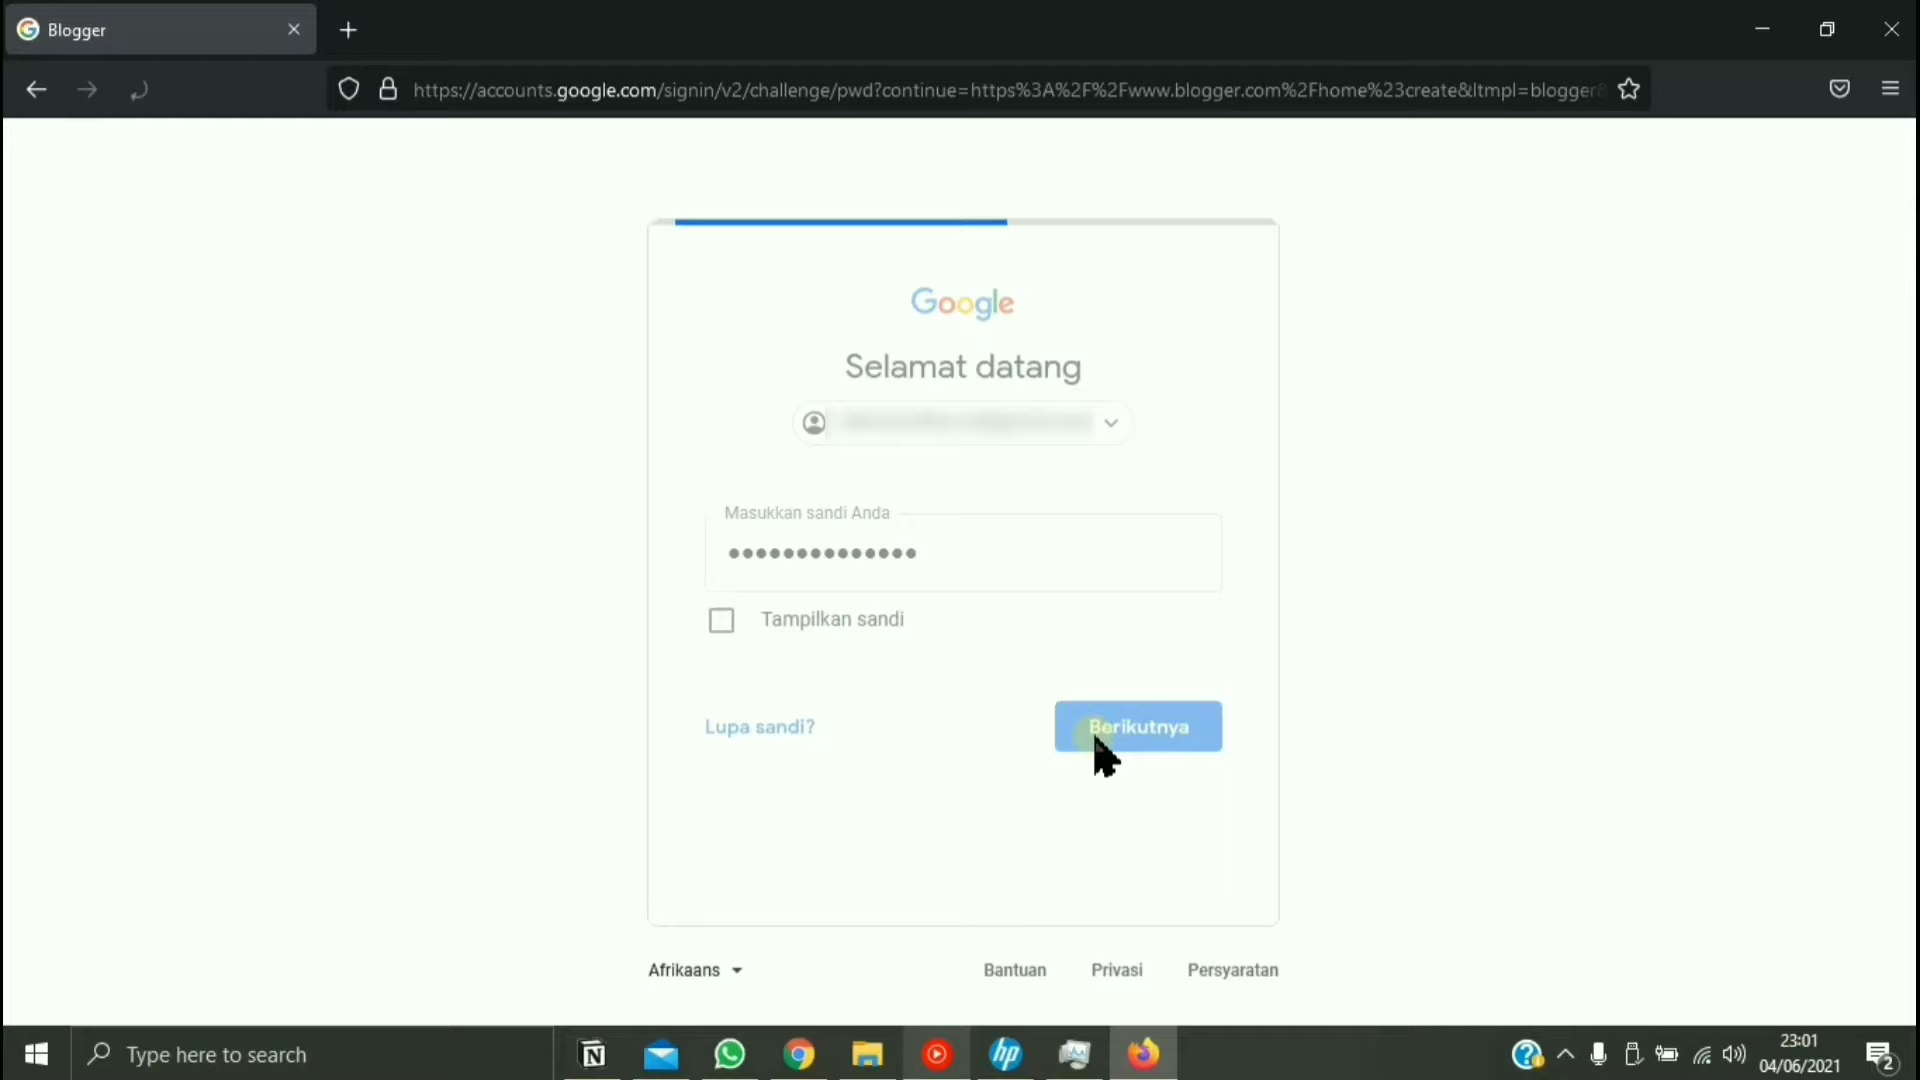 Blogger
https://accounts.google.com/signin/v2/challenge/pwd?continue=https%3A%2F%2Fwww.blogger.com%2Fhome%23create&ltmpl=blogger
Google
Selamat datang
Masukkan sandi Anda
••••••••••••••
Tampilkan sandi
Lupa sandi?
Berikutnya
Afrikaans
Bantuan
Privasi
Persyaratan
Type here to search
23:01
04/06/2021
2